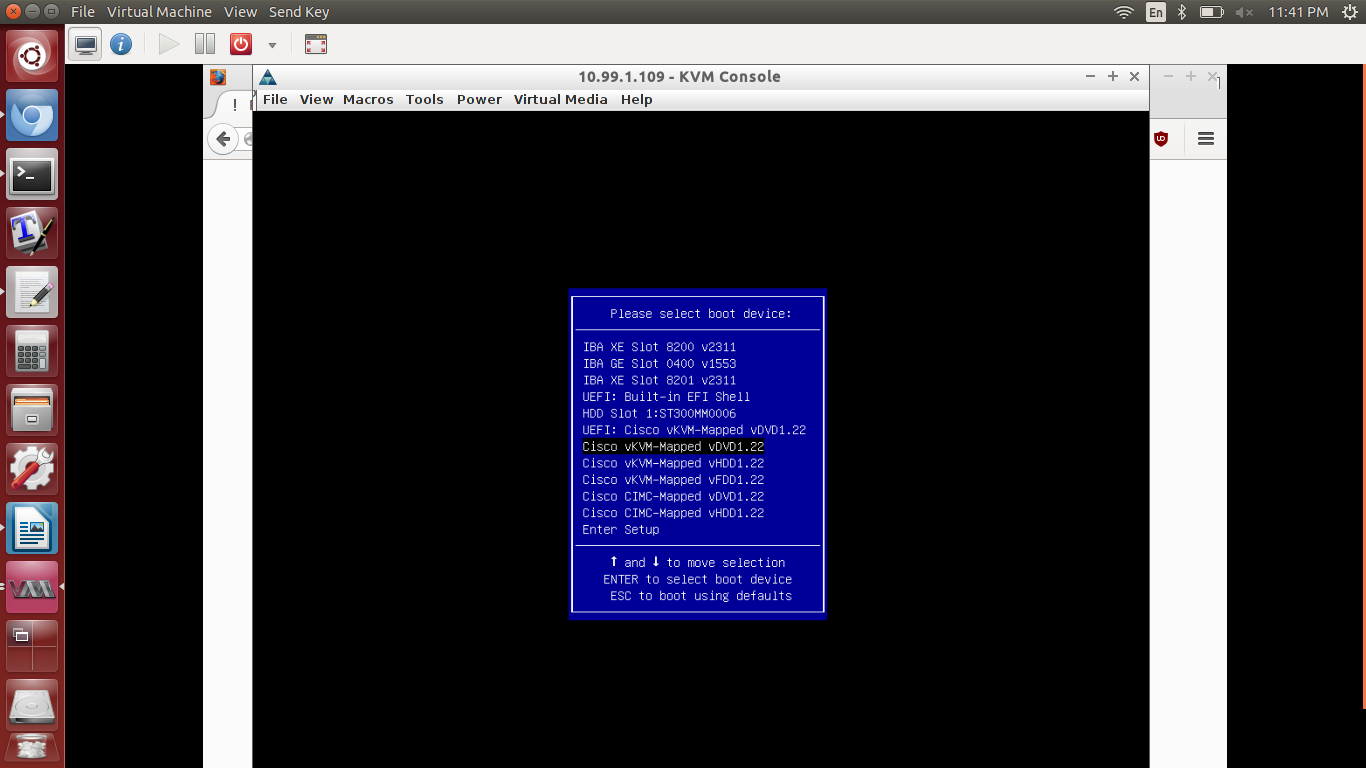 File Virtual Machine View Send Key
En
11:41 PM
10.99.1.109 - KVM Console
File View Macros Tools Power Virtual Media Help
Please select boot device:
IBA XE Slot 8200 v2311
IBA GE Slot 0400 v1553
IBA XE Slot 8201 v2311
UEFI: Built-in EFI Shell
HDD Slot 1:ST300MM0006
UEFI: Cisco vKVM-Mapped vDVD1.22
Cisco vKVM-Mapped vDVD1.22
Cisco vKVM-Mapped vHDD1.22
Cisco vKVM-Mapped vFDD1.22
Cisco CIMC-Mapped vDVD1.22
Cisco CIMC-Mapped vHDD1.22
Enter Setup
↑ and ↓ to move selection
ENTER to select boot device
ESC to boot using defaults